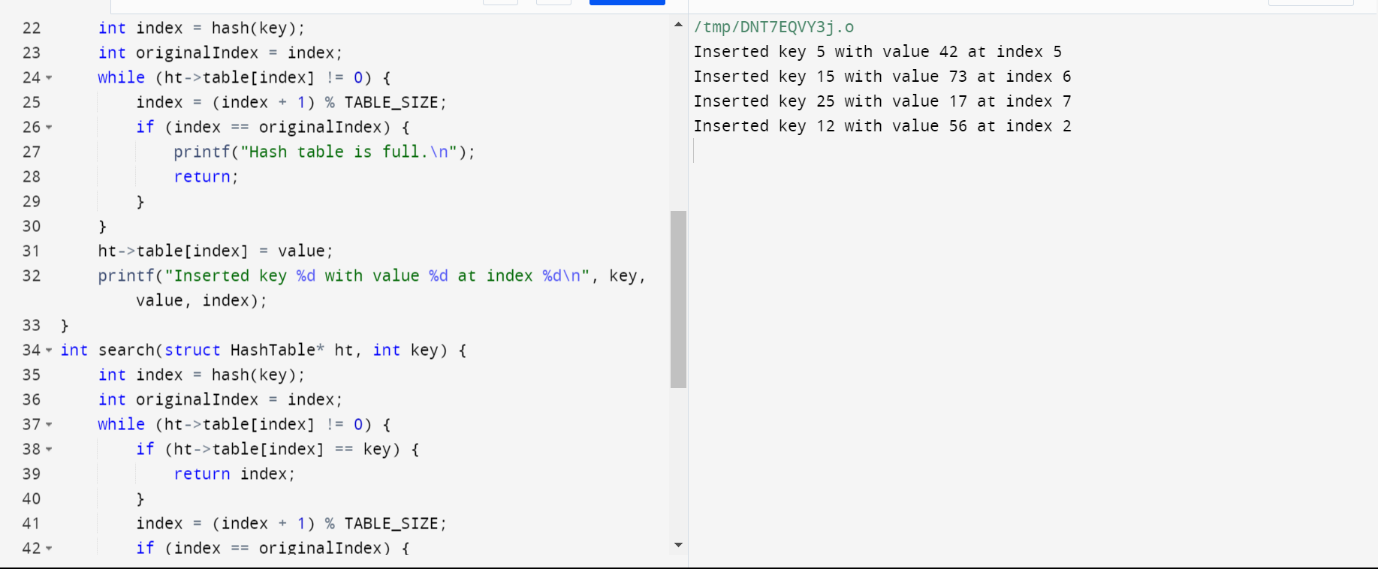 22 int index = hash(key);
23 int originalIndex = index;
24 while (ht->table[index] != 0) {
25 index = (index + 1) % TABLE_SIZE;
26 if (index == originalIndex) {
27 printf("Hash table is full.\n");
28 return;
29 }
30 }
31 ht->table[index] = value;
32 printf("Inserted key %d with value %d at index %d\n", key,
value, index);
33 }
34 int search(struct HashTable* ht, int key) {
35 int index = hash(key);
36 int originalIndex = index;
37 while (ht->table[index] != 0) {
38 if (ht->table[index] == key) {
39 return index;
40 }
41 index = (index + 1) % TABLE_SIZE;
42 if (index == originalIndex) {
/tmp/DNT7EQVY3j.o
Inserted key 5 with value 42 at index 5
Inserted key 15 with value 73 at index 6
Inserted key 25 with value 17 at index 7
Inserted key 12 with value 56 at index 2